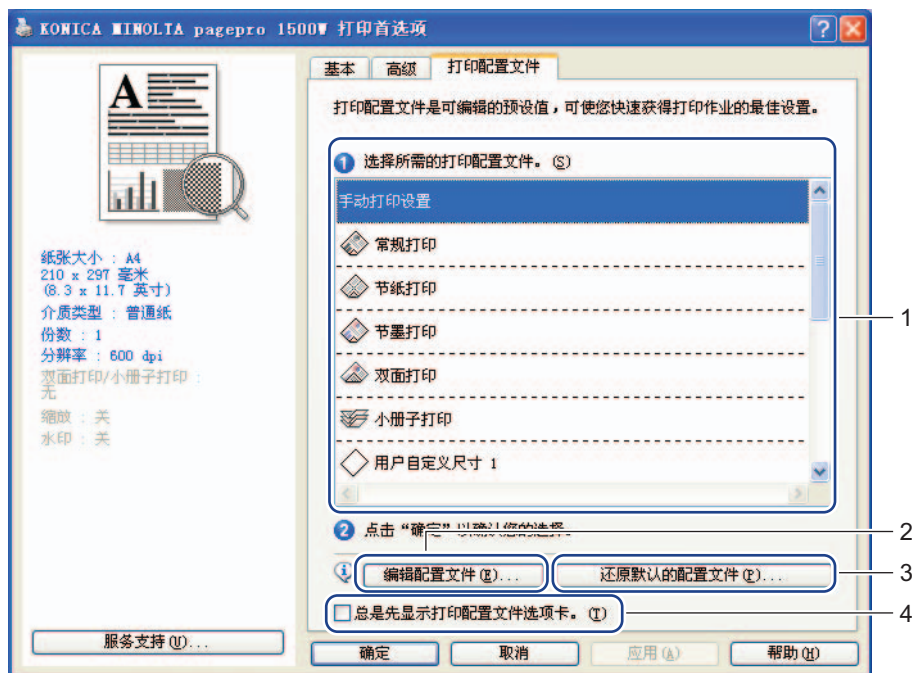 KONICA MINOLTA pagepro 1500W 打印首选项
基本 高级 打印配置文件
打印配置文件是可编辑的预设值，可使您快速获得打印作业的最佳设置。
A
1 选择所需的打印配置文件。(S)
手动打印设置
常规打印
节纸打印
节墨打印
双面打印
小册子打印
用户自定义尺寸 1
1
纸张大小 : A4
210 x 297 毫米
(8.3 x 11.7 英寸)
介质类型 : 普通纸
份数 : 1
分辨率 : 600 dpi
双面打印/小册子打印 :
无
缩放 : 关
水印 : 关
2 点击“确定”以确认您的选择。
2
编辑配置文件(E)... 还原默认的配置文件(P)...
3
总是先显示打印配置文件选项卡。(T)
4
服务支持(U)...
确定 取消 应用(A) 帮助(H)